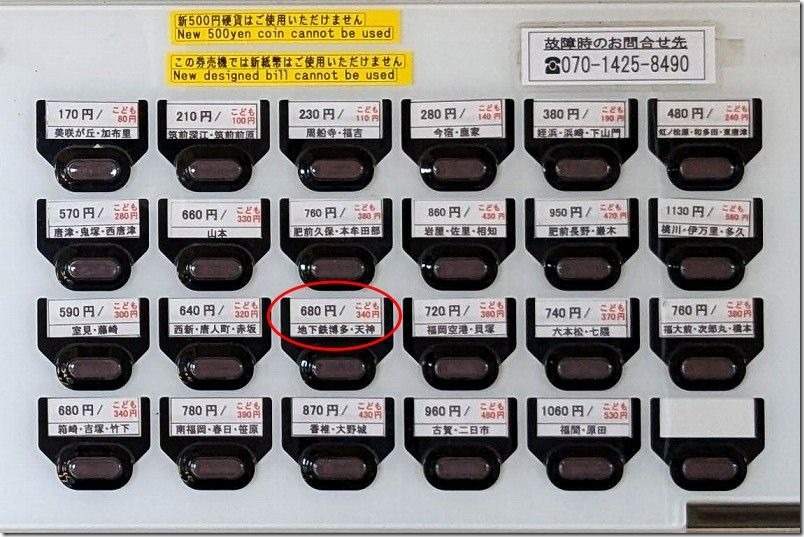 新500円硬貨はご使用いただけません
New 500yen coin cannot be used
この券売機では新紙幣はご使用いただけません
New designed bill cannot be used
故障時のお問合せ先
☎070-1425-8490
170円/ こども80円
美咲が丘・加布里
210円/ こども100円
筑前深江・筑前前原
230円/ こども110円
周船寺・福吉
280円/ こども140円
今宿・鹿家
380円/ こども190円
姪浜・浜崎・下山門
480円/ こども240円
虹ノ松原・和多田・東唐津
570円/ こども280円
唐津・鬼塚・西唐津
660円/ こども330円
山本
760円/ こども380円
肥前久保・本牟田部
860円/ こども430円
岩屋・佐里・相知
950円/ こども470円
肥前長野・厳木
1130円/ こども560円
桃川・伊万里・多久
590円/ こども300円
室見・藤崎
640円/ こども320円
西新・唐人町・赤坂
680円/ こども340円
地下鉄博多・天神
720円/ こども360円
福岡空港・貝塚
740円/ こども370円
六本松・七隈
760円/ こども380円
福大前・次郎丸・橋本
680円/ こども340円
箱崎・吉塚・竹下
780円/ こども390円
南福岡・春日・笹原
870円/ こども430円
香椎・大野城
960円/ こども480円
古賀・二日市
1060円/ こども530円
福間・原田